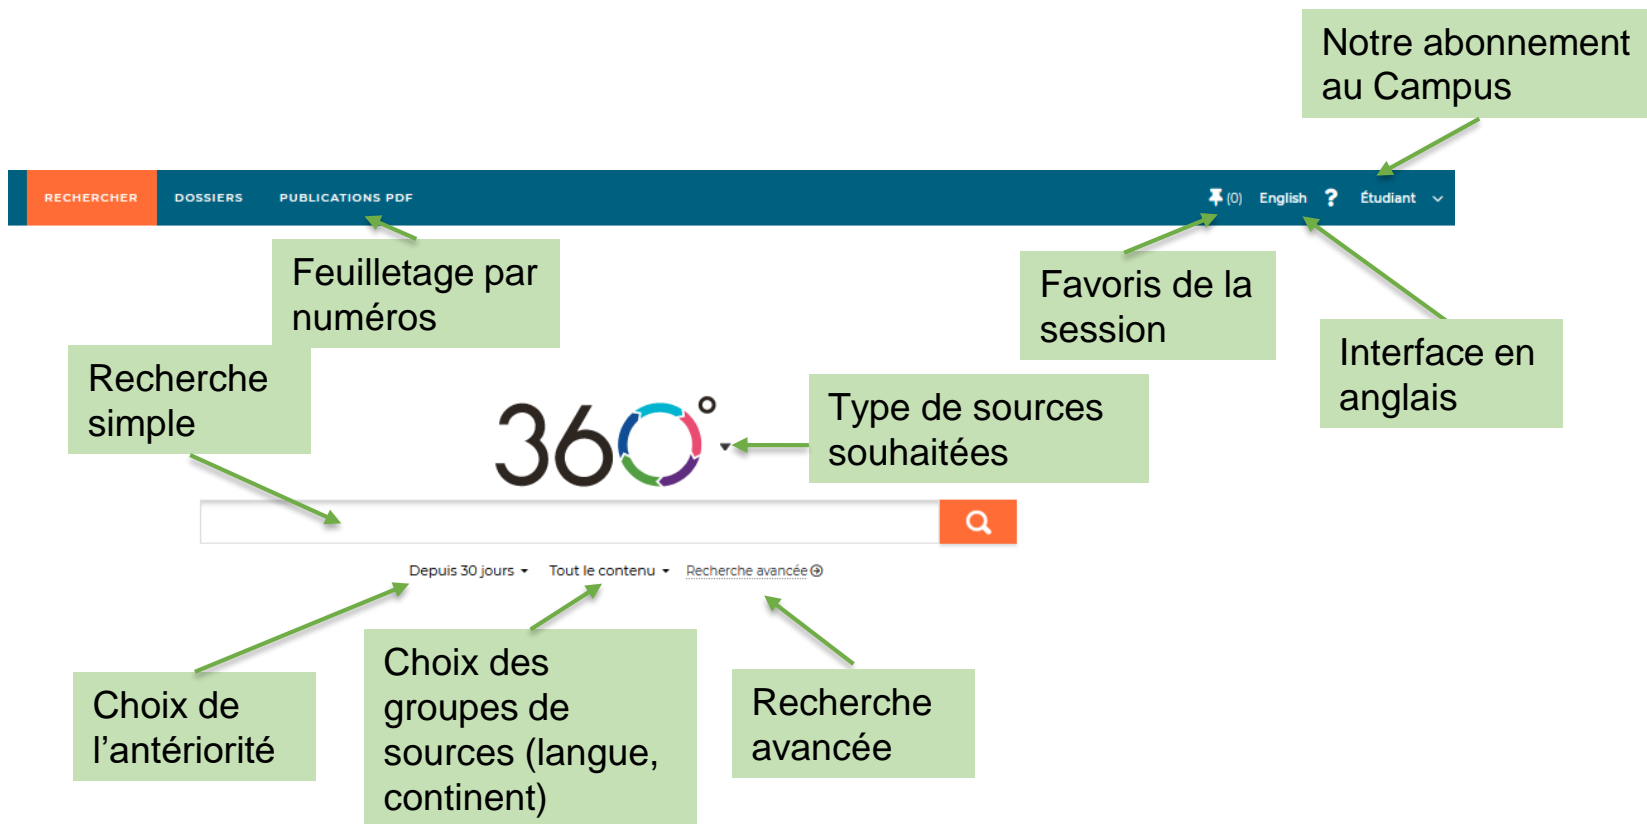 Notre abonnement
au Campus
RECHERCHER DOSSIERS PUBLICATIONS PDF (0) English ? Étudiant
Feuilletage par
numéros
Favoris de la
session
Interface en
anglais
Recherche
simple
360°
Type de sources
souhaitées
Depuis 30 jours Tout le contenu Recherche avancée
Choix de
l’antériorité
Choix des
groupes de
sources (langue,
continent)
Recherche
avancée